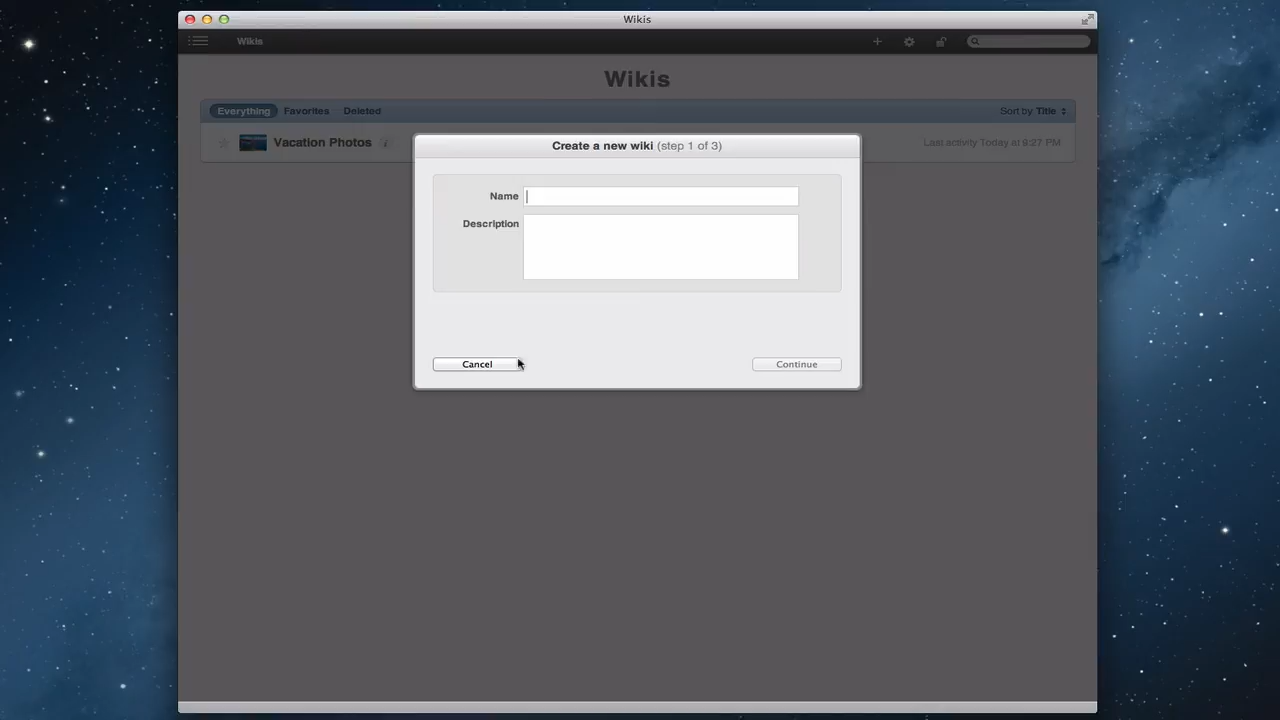 Wikis
Wikis
Wikis
Everything Favorites Deleted Sort by Title
Vacation Photos i Last activity Today at 9:27 PM
Create a new wiki (step 1 of 3)
Name
Description
Cancel Continue